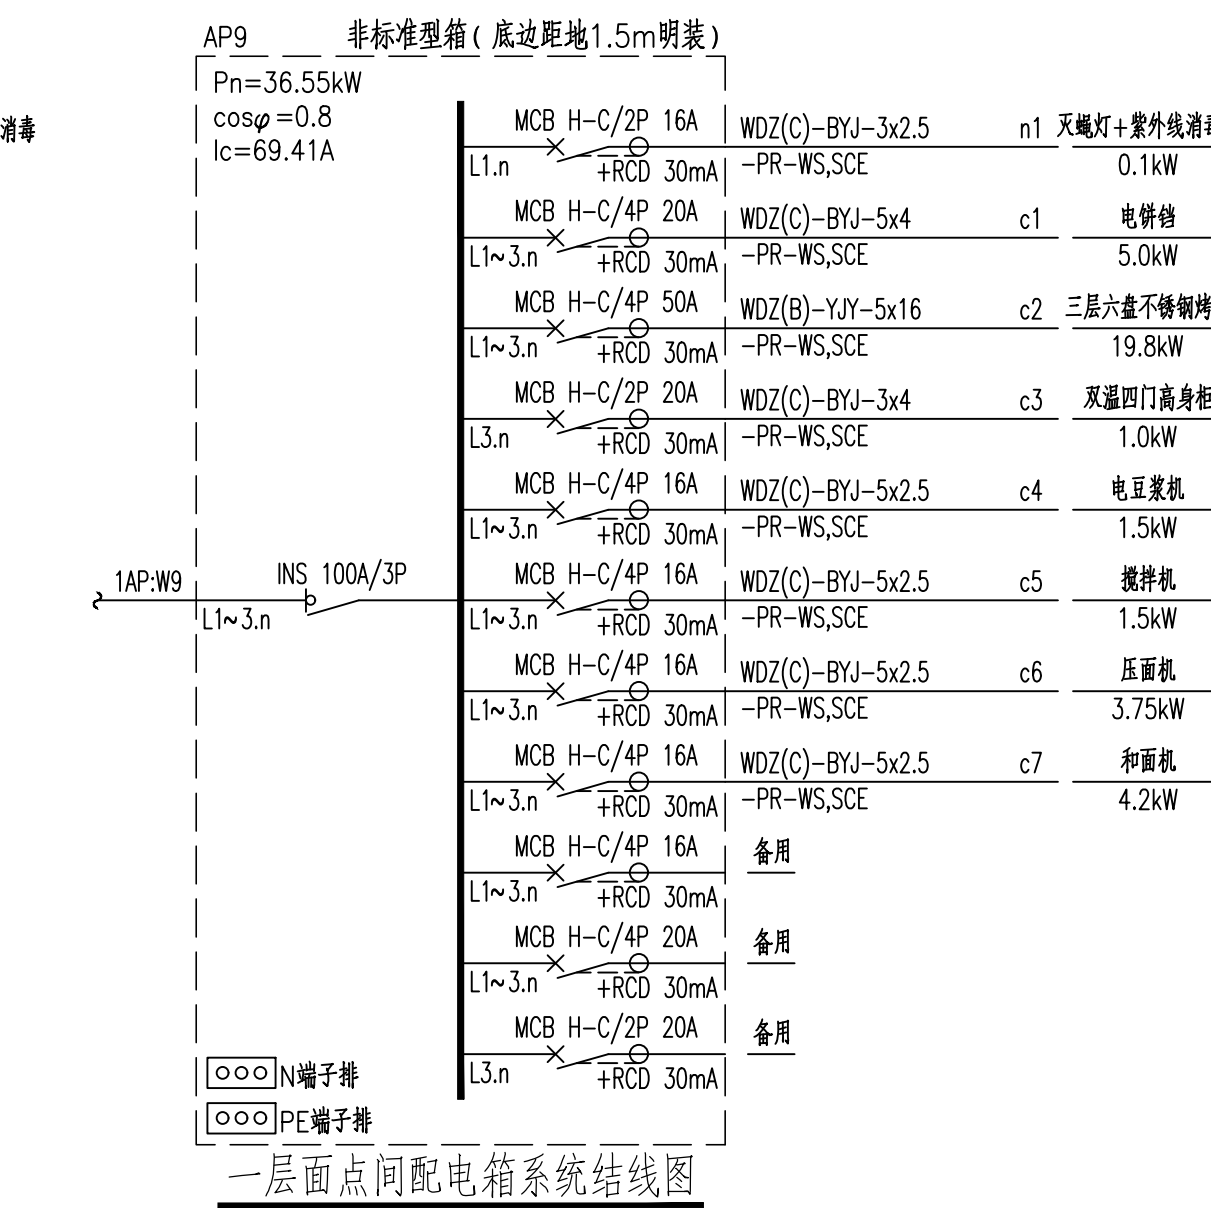 AP9 非标准型箱(底边距地1.5m明装)
Pn=36.55kW
cosφ=0.8
Ic=69.41A
消毒
MCB H-C/2P 16A WDZ(C)-BYJ-3x2.5 n1 灭蝇灯+紫外线消毒
L1.n +RCD 30mA -PR-WS,SCE 0.1kW
MCB H-C/4P 20A WDZ(C)-BYJ-5x4 c1 电饼铛
L1~3.n +RCD 30mA -PR-WS,SCE 5.0kW
MCB H-C/4P 50A WDZ(B)-YJY-5x16 c2 三层六盘不锈钢烤
L1~3.n +RCD 30mA -PR-WS,SCE 19.8kW
MCB H-C/2P 20A WDZ(C)-BYJ-3x4 c3 双温四门高身柜
L3.n +RCD 30mA -PR-WS,SCE 1.0kW
MCB H-C/4P 16A WDZ(C)-BYJ-5x2.5 c4 电豆浆机
L1~3.n +RCD 30mA -PR-WS,SCE 1.5kW
1AP:W9 INS 100A/3P MCB H-C/4P 16A WDZ(C)-BYJ-5x2.5 c5 搅拌机
L1~3.n L1~3.n +RCD 30mA -PR-WS,SCE 1.5kW
MCB H-C/4P 16A WDZ(C)-BYJ-5x2.5 c6 压面机
L1~3.n +RCD 30mA -PR-WS,SCE 3.75kW
MCB H-C/4P 16A WDZ(C)-BYJ-5x2.5 c7 和面机
L1~3.n +RCD 30mA -PR-WS,SCE 4.2kW
MCB H-C/4P 16A 备用
L1~3.n +RCD 30mA
MCB H-C/4P 20A 备用
L1~3.n +RCD 30mA
MCB H-C/2P 20A 备用
L3.n +RCD 30mA
N端子排
PE端子排
一层面点间配电箱系统结线图